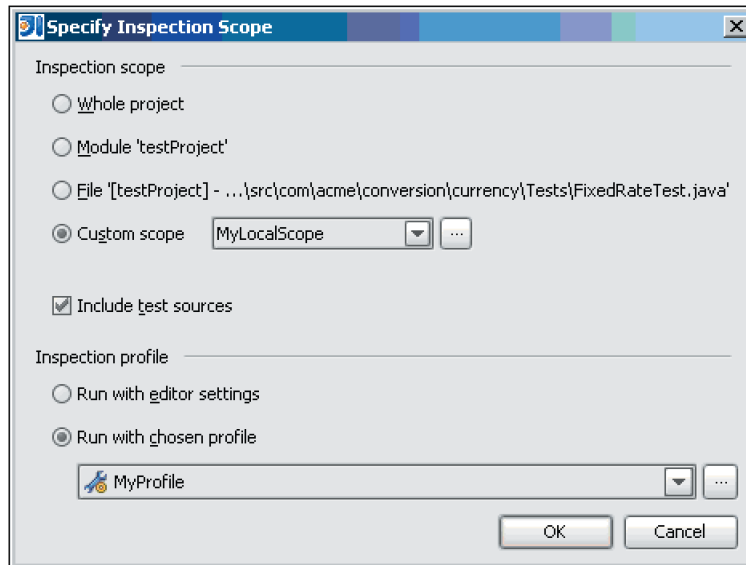 Specify Inspection Scope
Inspection scope
Whole project
Module 'testProject'
File '[testProject] - ...\src\com\acme\conversion\currency\Tests\FixedRateTest.java'
Custom scope MyLocalScope ...
Include test sources
Inspection profile
Run with editor settings
Run with chosen profile
MyProfile ...
OK Cancel